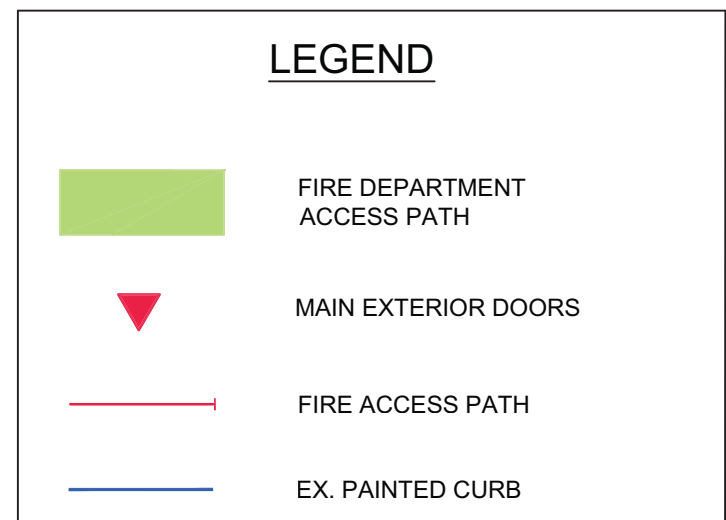 LEGEND
FIRE DEPARTMENT
ACCESS PATH
MAIN EXTERIOR DOORS
FIRE ACCESS PATH
EX. PAINTED CURB